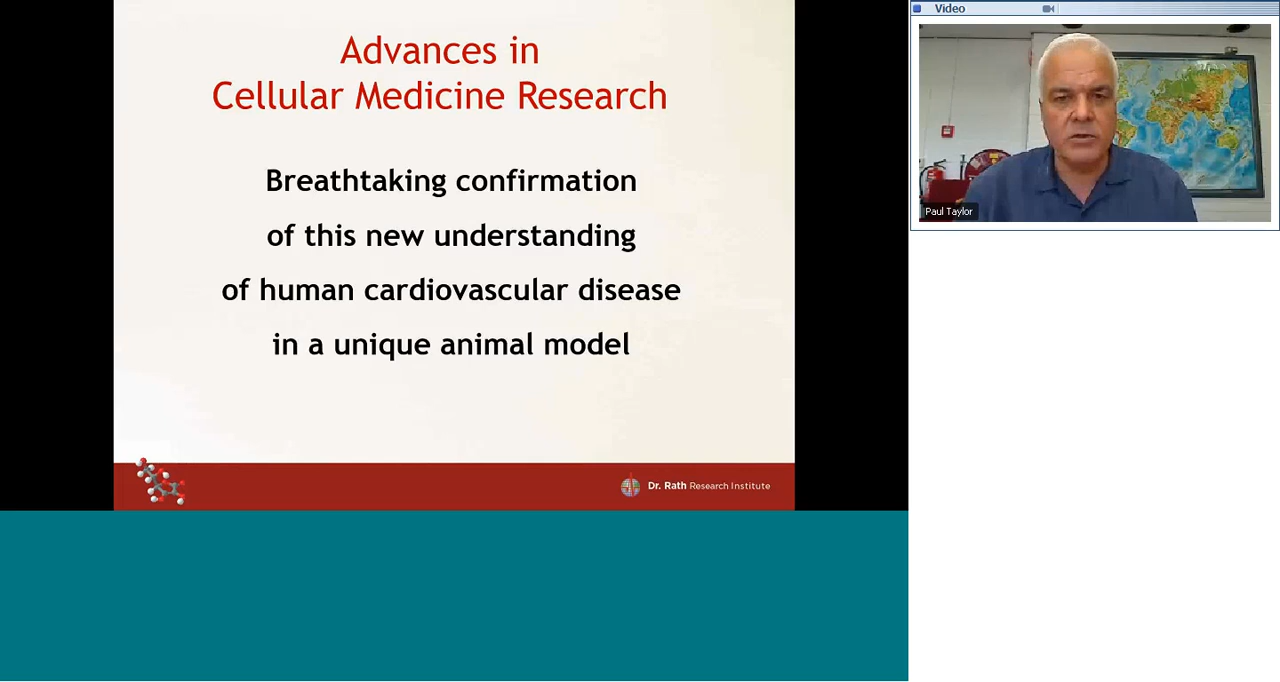 Advances in
Cellular Medicine Research
Breathtaking confirmation
of this new understanding
of human cardiovascular disease
in a unique animal model
Dr. Rath Research Institute
Video
Paul Taylor